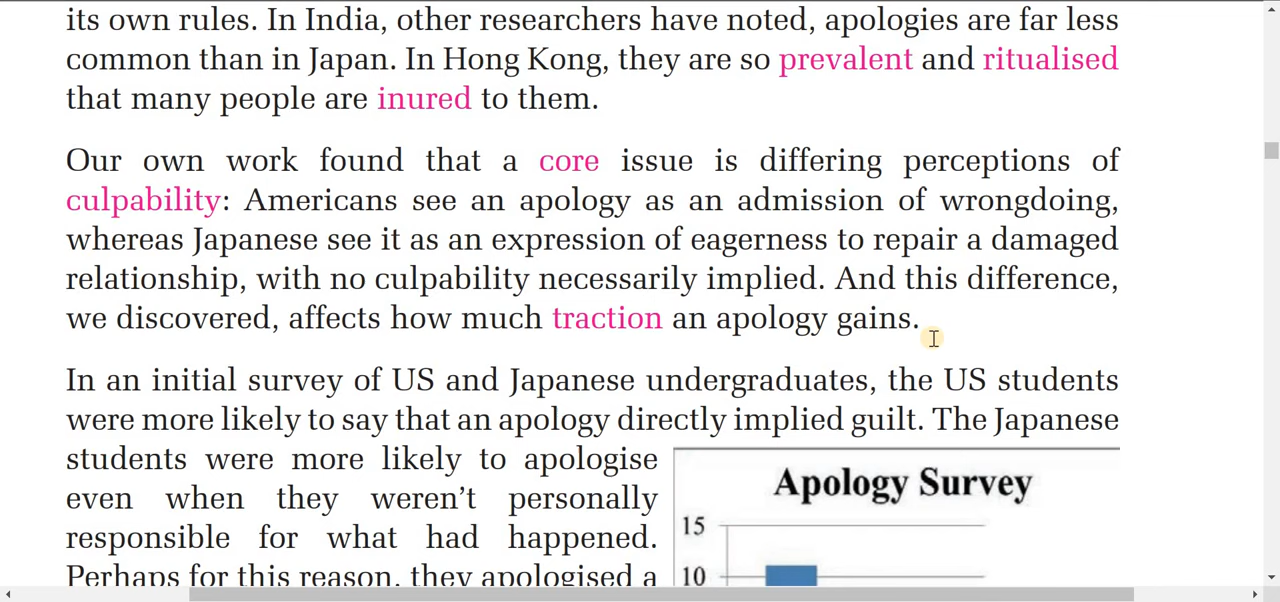 its own rules. In India, other researchers have noted, apologies are far less
common than in Japan. In Hong Kong, they are so prevalent and ritualised
that many people are inured to them.
Our own work found that a core issue is differing perceptions of
culpability: Americans see an apology as an admission of wrongdoing,
whereas Japanese see it as an expression of eagerness to repair a damaged
relationship, with no culpability necessarily implied. And this difference,
we discovered, affects how much traction an apology gains.
In an initial survey of US and Japanese undergraduates, the US students
were more likely to say that an apology directly implied guilt. The Japanese
students were more likely to apologise
even when they weren’t personally
responsible for what had happened.
Perhaps for this reason, they apologised a
Apology Survey
15
10